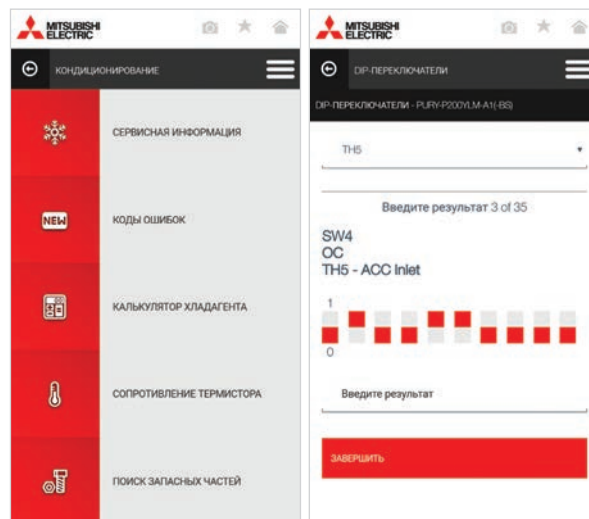 MITSUBISHI
ELECTRIC
КОНДИЦИОНИРОВАНИЕ
СЕРВИСНАЯ ИНФОРМАЦИЯ
NEW
КОДЫ ОШИБОК
КАЛЬКУЛЯТОР ХЛАДАГЕНТА
СОПРОТИВЛЕНИЕ ТЕРМИСТОРА
ПОИСК ЗАПАСНЫХ ЧАСТЕЙ
MITSUBISHI
ELECTRIC
DIP-ПЕРЕКЛЮЧАТЕЛИ
DIP-ПЕРЕКЛЮЧАТЕЛИ - PURY-P200YLM-A1(-BS)
TH5
Введите результат 3 of 35
SW4
OC
TH5 - ACC Inlet
1
0
Введите результат
ЗАВЕРШИТЬ